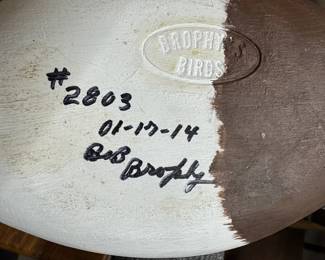 BROPHY'S
BIRDS
#
2803
01-17-14
Bob
Brophy